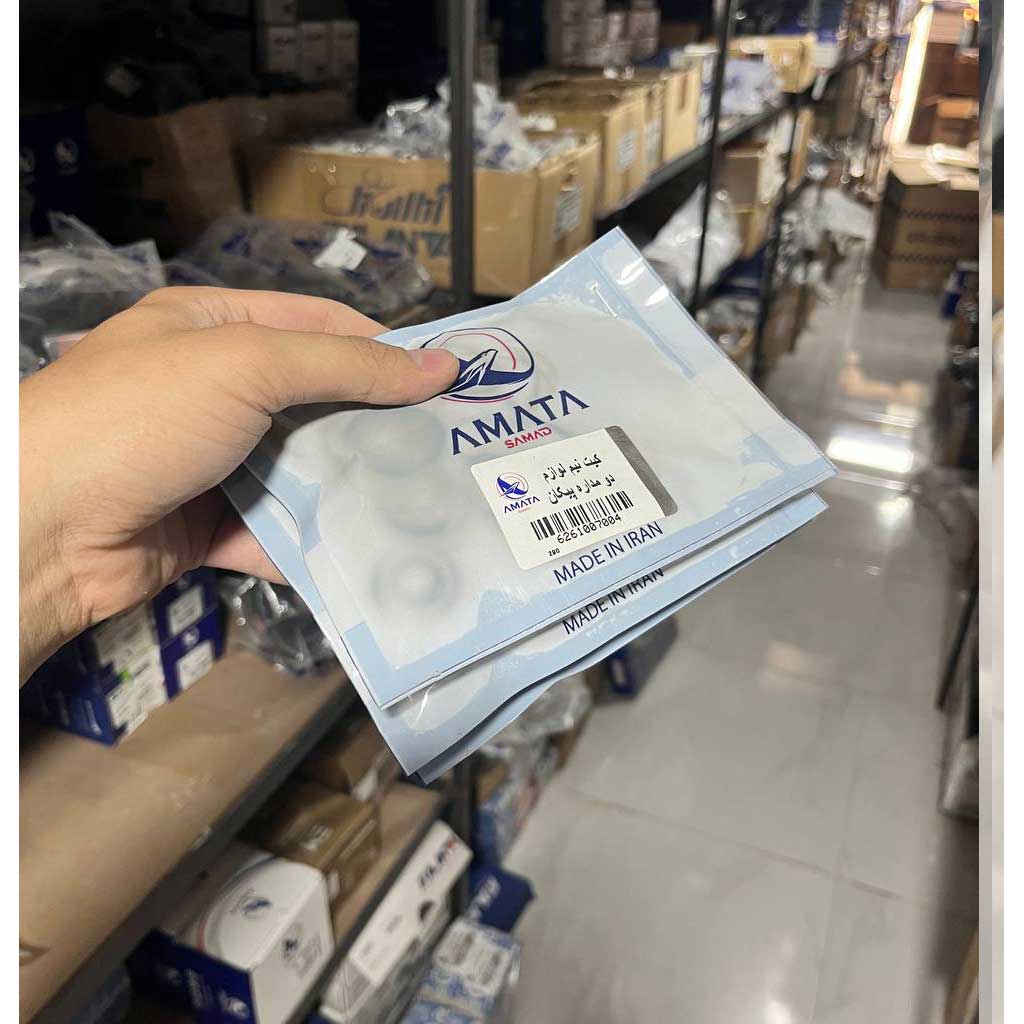 AMATA
SAMAD
کیت نیم لوازم
دو مداره پیکان
AMATA
6261007004
MADE IN IRAN
MADE IN IRAN